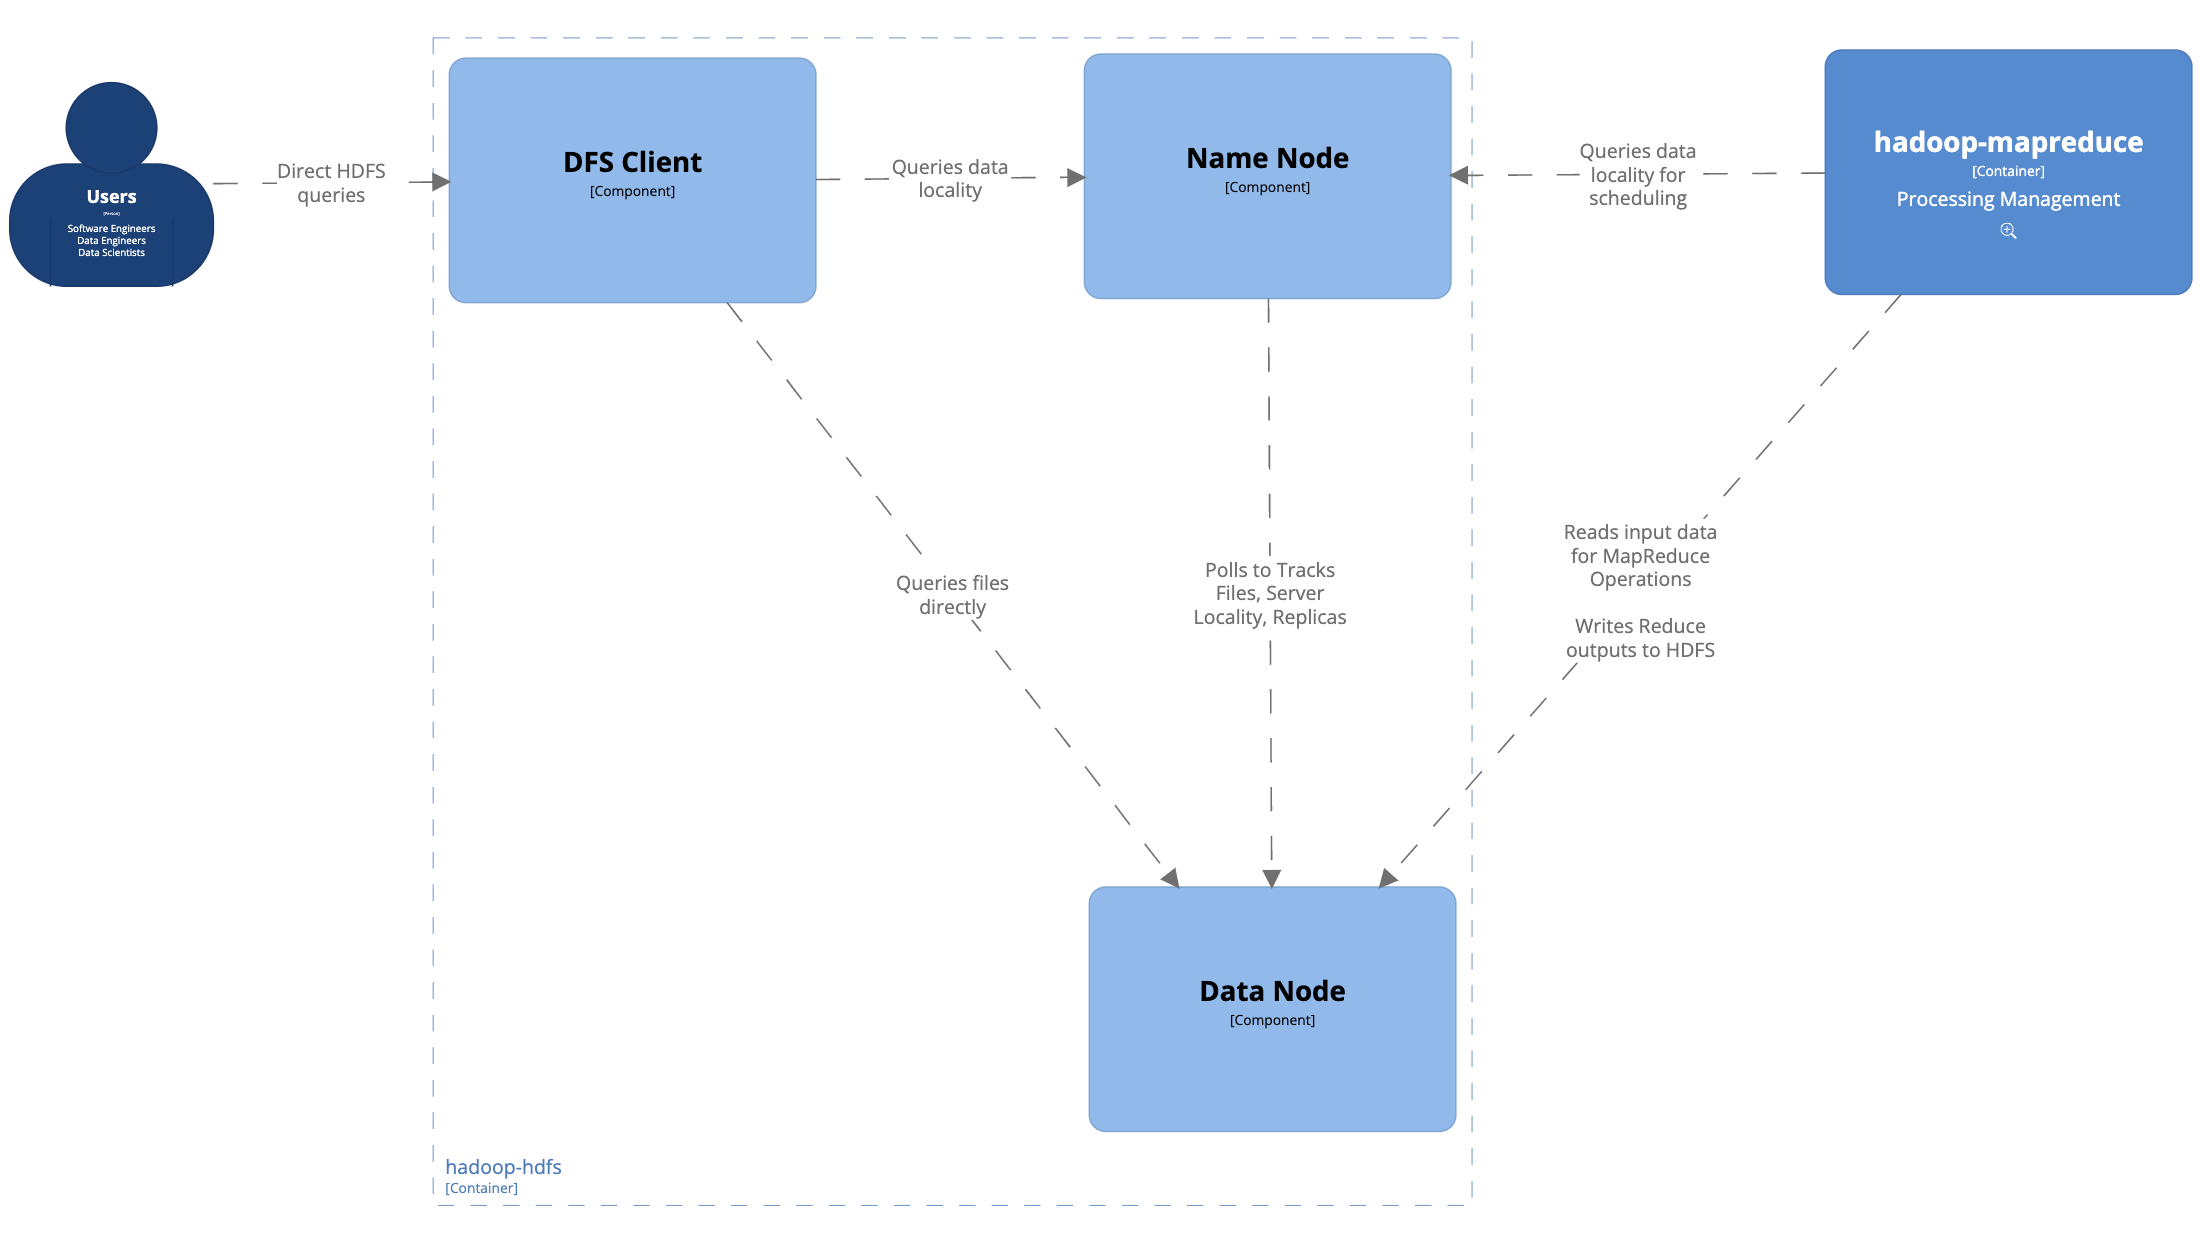 Users
[Person]
Software Engineers
Data Engineers
Data Scientists
Direct HDFS
queries
DFS Client
[Component]
Queries data
locality
Name Node
[Component]
Queries data
locality for
scheduling
hadoop-mapreduce
[Container]
Processing Management
Queries files
directly
Polls to Tracks
Files, Server
Locality, Replicas
Reads input data
for MapReduce
Operations
Writes Reduce
outputs to HDFS
Data Node
[Component]
hadoop-hdfs
[Container]